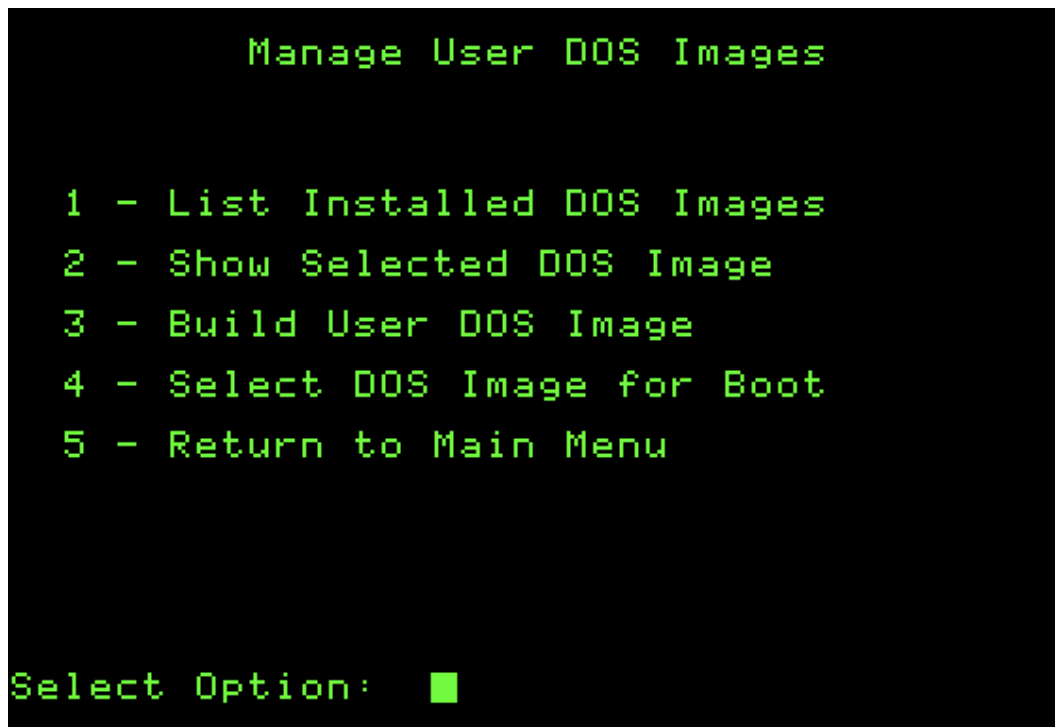 Manage User DOS Images
1 - List Installed DOS Images
2 - Show Selected DOS Image
3 - Build User DOS Image
4 - Select DOS Image for Boot
5 - Return to Main Menu
Select Option: